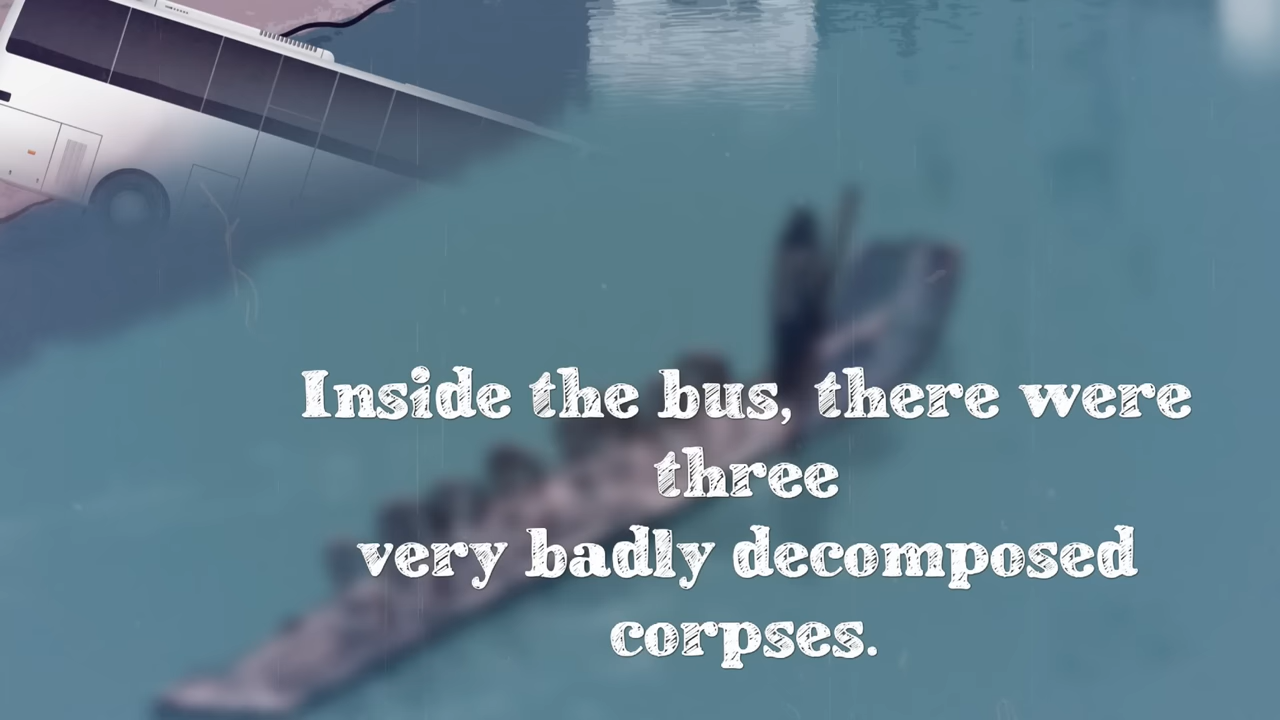 Inside the bus, there were
three
very badly decomposed
corpses.